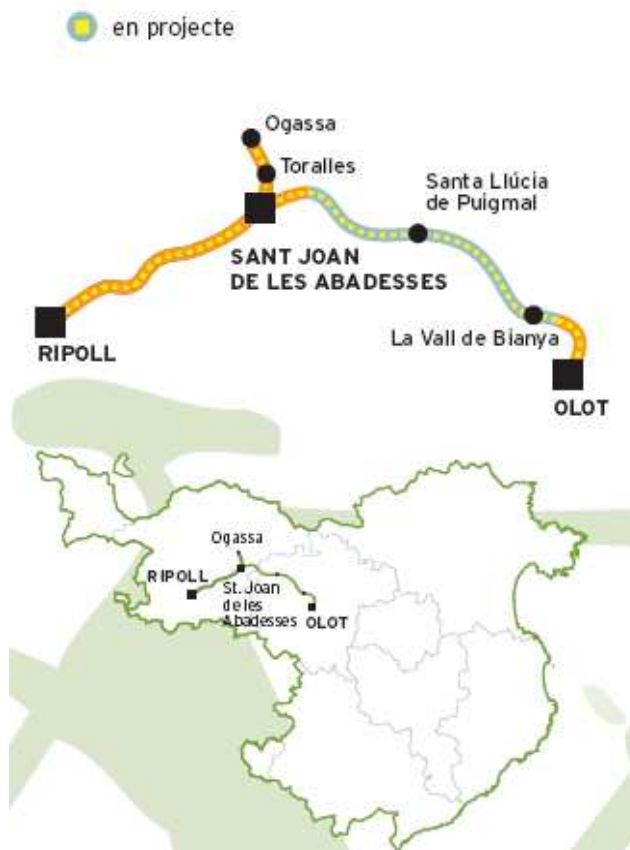 en projecte
Ogassa
Toralles
Santa Llúcia
de Puigmal
SANT JOAN
DE LES ABADESSES
La Vall de Bianya
RIPOLL
OLOT
Ogassa
RIPOLL
St. Joan
de les
Abadesses
OLOT